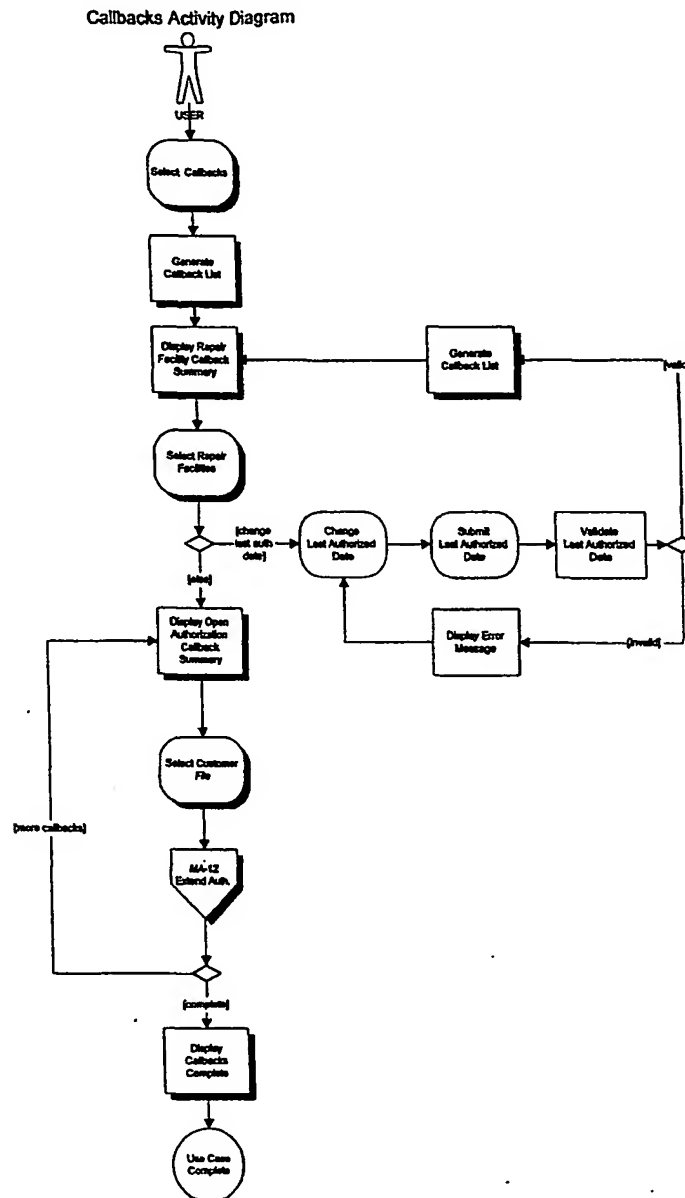 Callbacks Activity Diagram
USER
Select Callbacks
Generate
Callback List
Display Repair
Facility Callback
Summary
Generate
Callback List
[valid]
Select Repair
Facilities
[change
last auth
date]
Change
Last Authorized
Date
Submit
Last Authorized
Date
Validate
Last Authorized
Date
[else]
Display Open
Authorization
Callback
Summary
Display Error
Message
[invalid]
Select Customer
File
[more callbacks]
MA-12
Extend Auth.
[complete]
Display
Callbacks
Complete
Use Case
Complete